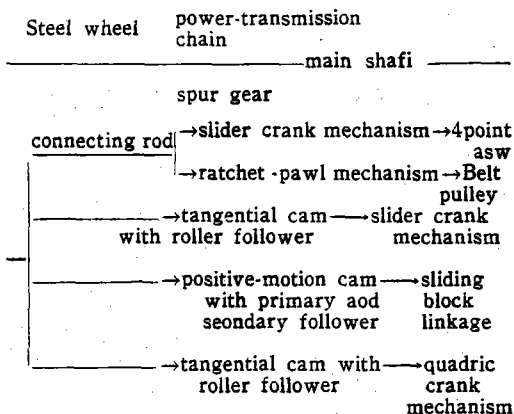 Steel wheel power-transmission
chain
main shafi
spur gear
connecting rod →slider crank mechanism→4point
asw
→ratchet-pawl mechanism→Belt
pulley
→tangential cam→slider crank
with roller follower mechanism
→positive-motion cam→sliding
with primary aod block
seondary follower linkage
→tangential cam with→quadric
roller follower crank
mechanism